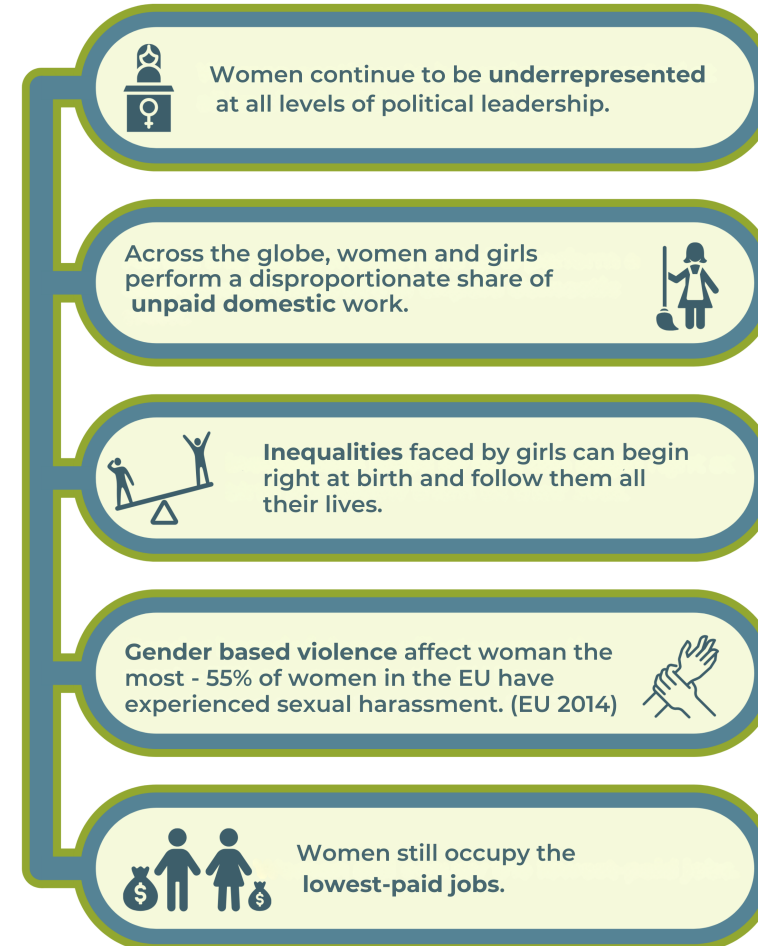 Women continue to be underrepresented
at all levels of political leadership.
Across the globe, women and girls
perform a disproportionate share of
unpaid domestic work.
Inequalities faced by girls can begin
right at birth and follow them all
their lives.
Gender based violence affect woman the
most - 55% of women in the EU have
experienced sexual harassment. (EU 2014)
$ $
Women still occupy the
lowest-paid jobs.